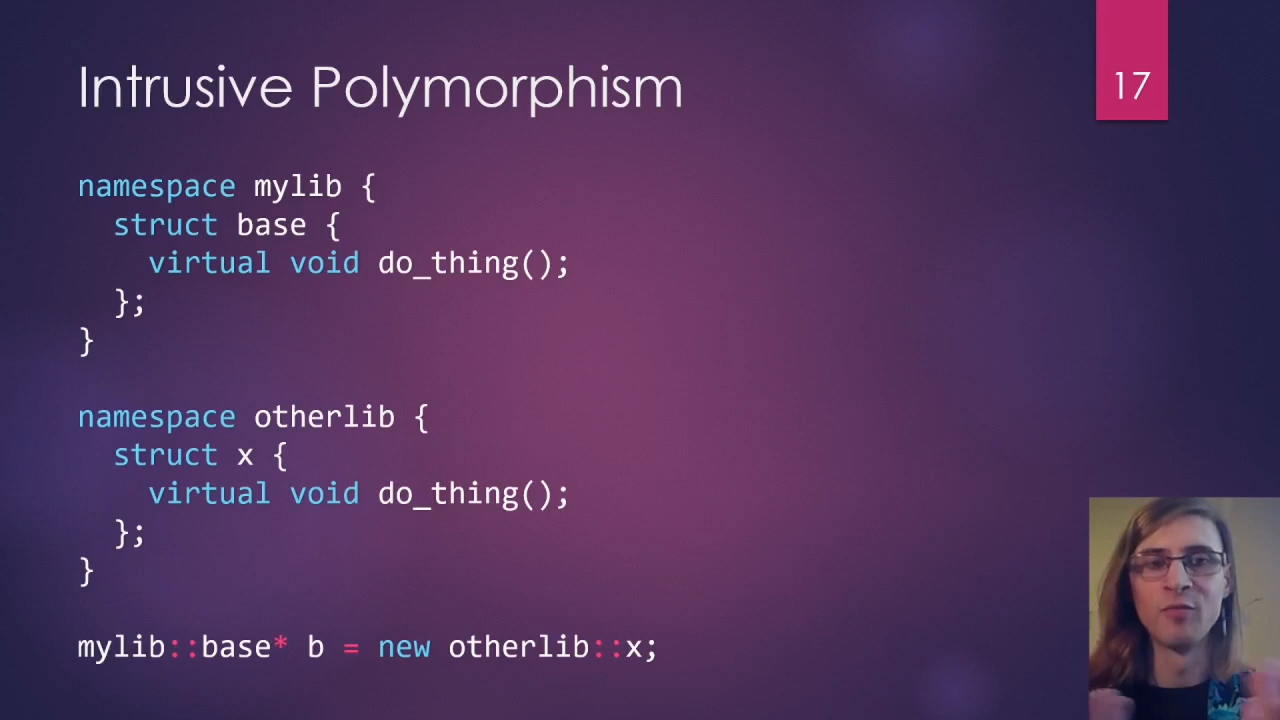 Intrusive Polymorphism
17
namespace mylib {
  struct base {
    virtual void do_thing();
  };
}
namespace otherlib {
  struct x {
    virtual void do_thing();
  };
}
mylib::base* b = new otherlib::x;